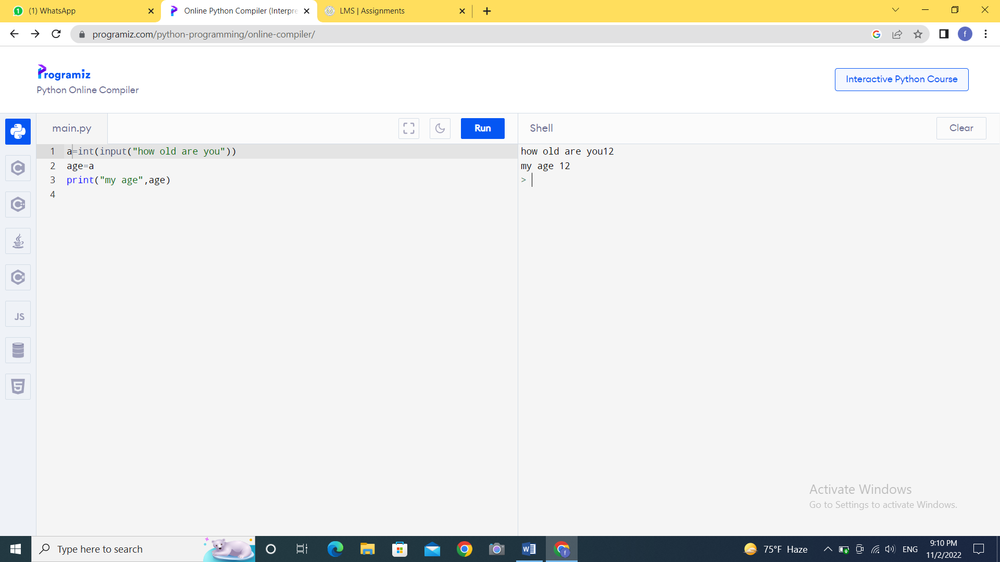 (1) WhatsApp
Online Python Compiler (Interpre
LMS | Assignments
programiz.com/python-programming/online-compiler/
f
Programiz
Python Online Compiler
Interactive Python Course
main.py
Run
Shell
Clear
1 a=int(input("how old are you"))
2 age=a
3 print("my age",age)
4
how old are you12
my age 12
>
JS
Activate Windows
Go to Settings to activate Windows.
Type here to search
75°F Haze
ENG
9:10 PM
11/2/2022